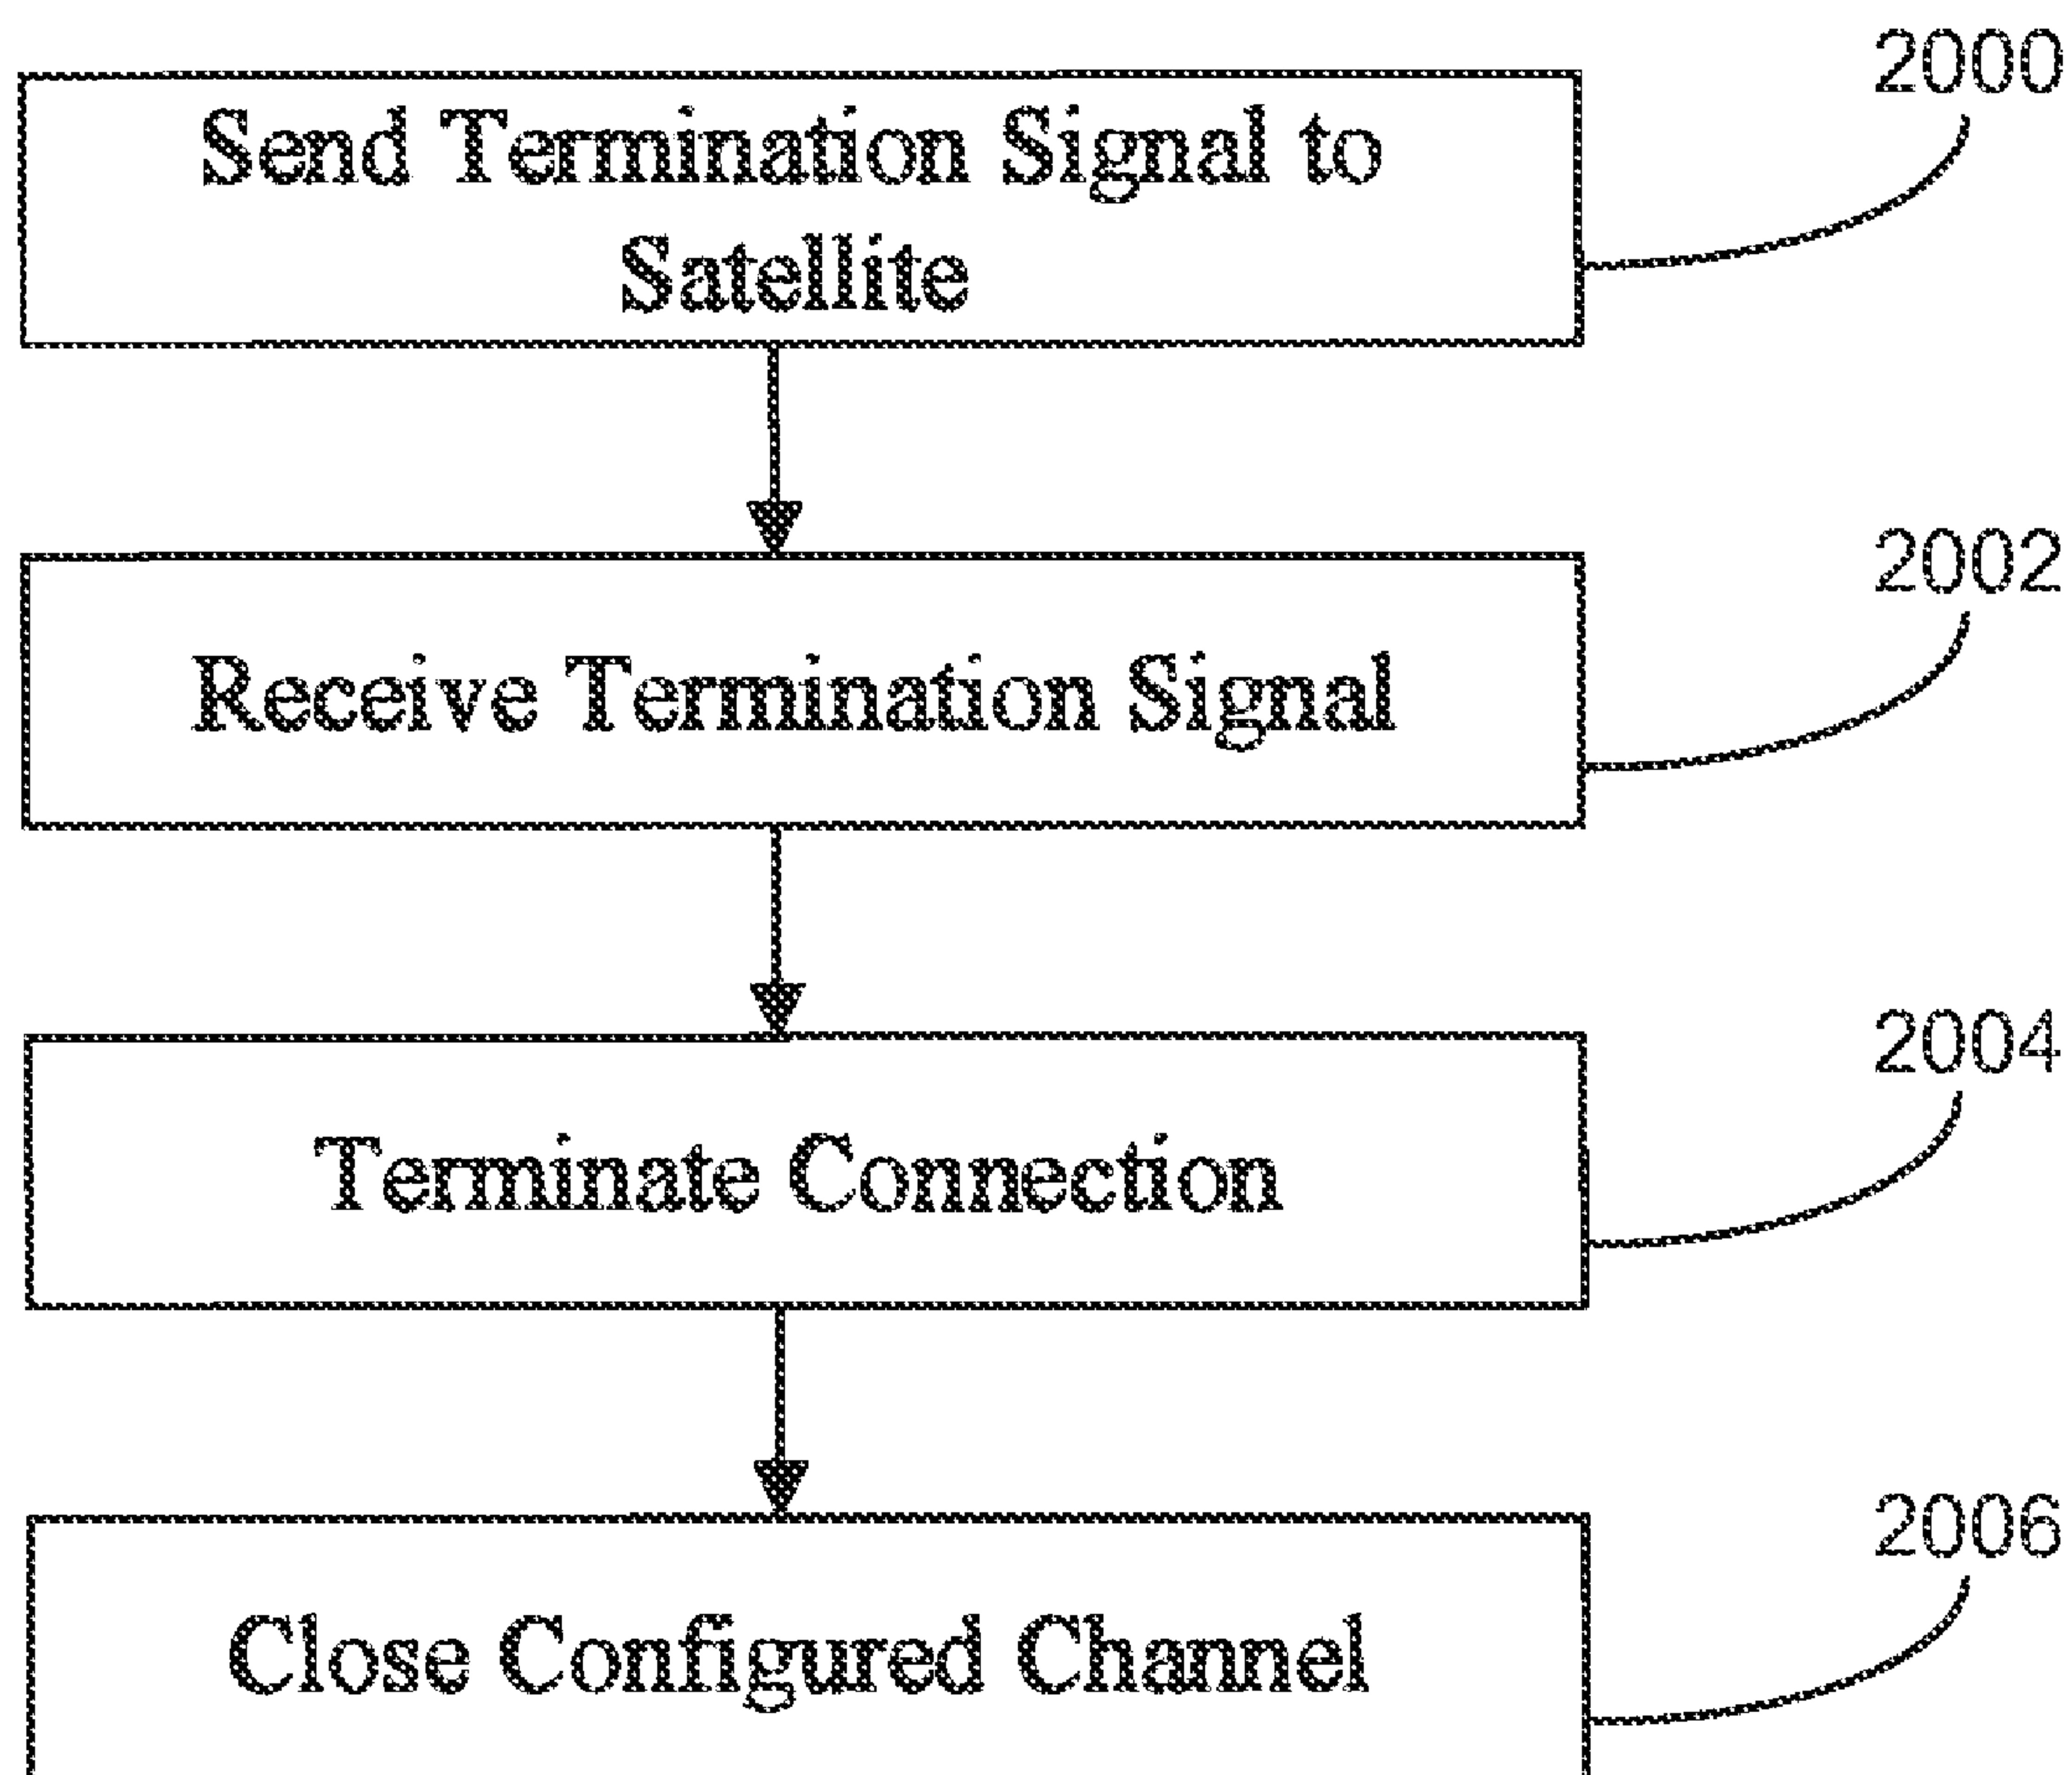 2000
Send Termination Signal to
Satellite
2002
Receive Termination Signal
2004
Terminate Connection
2006
Close Configured Channel